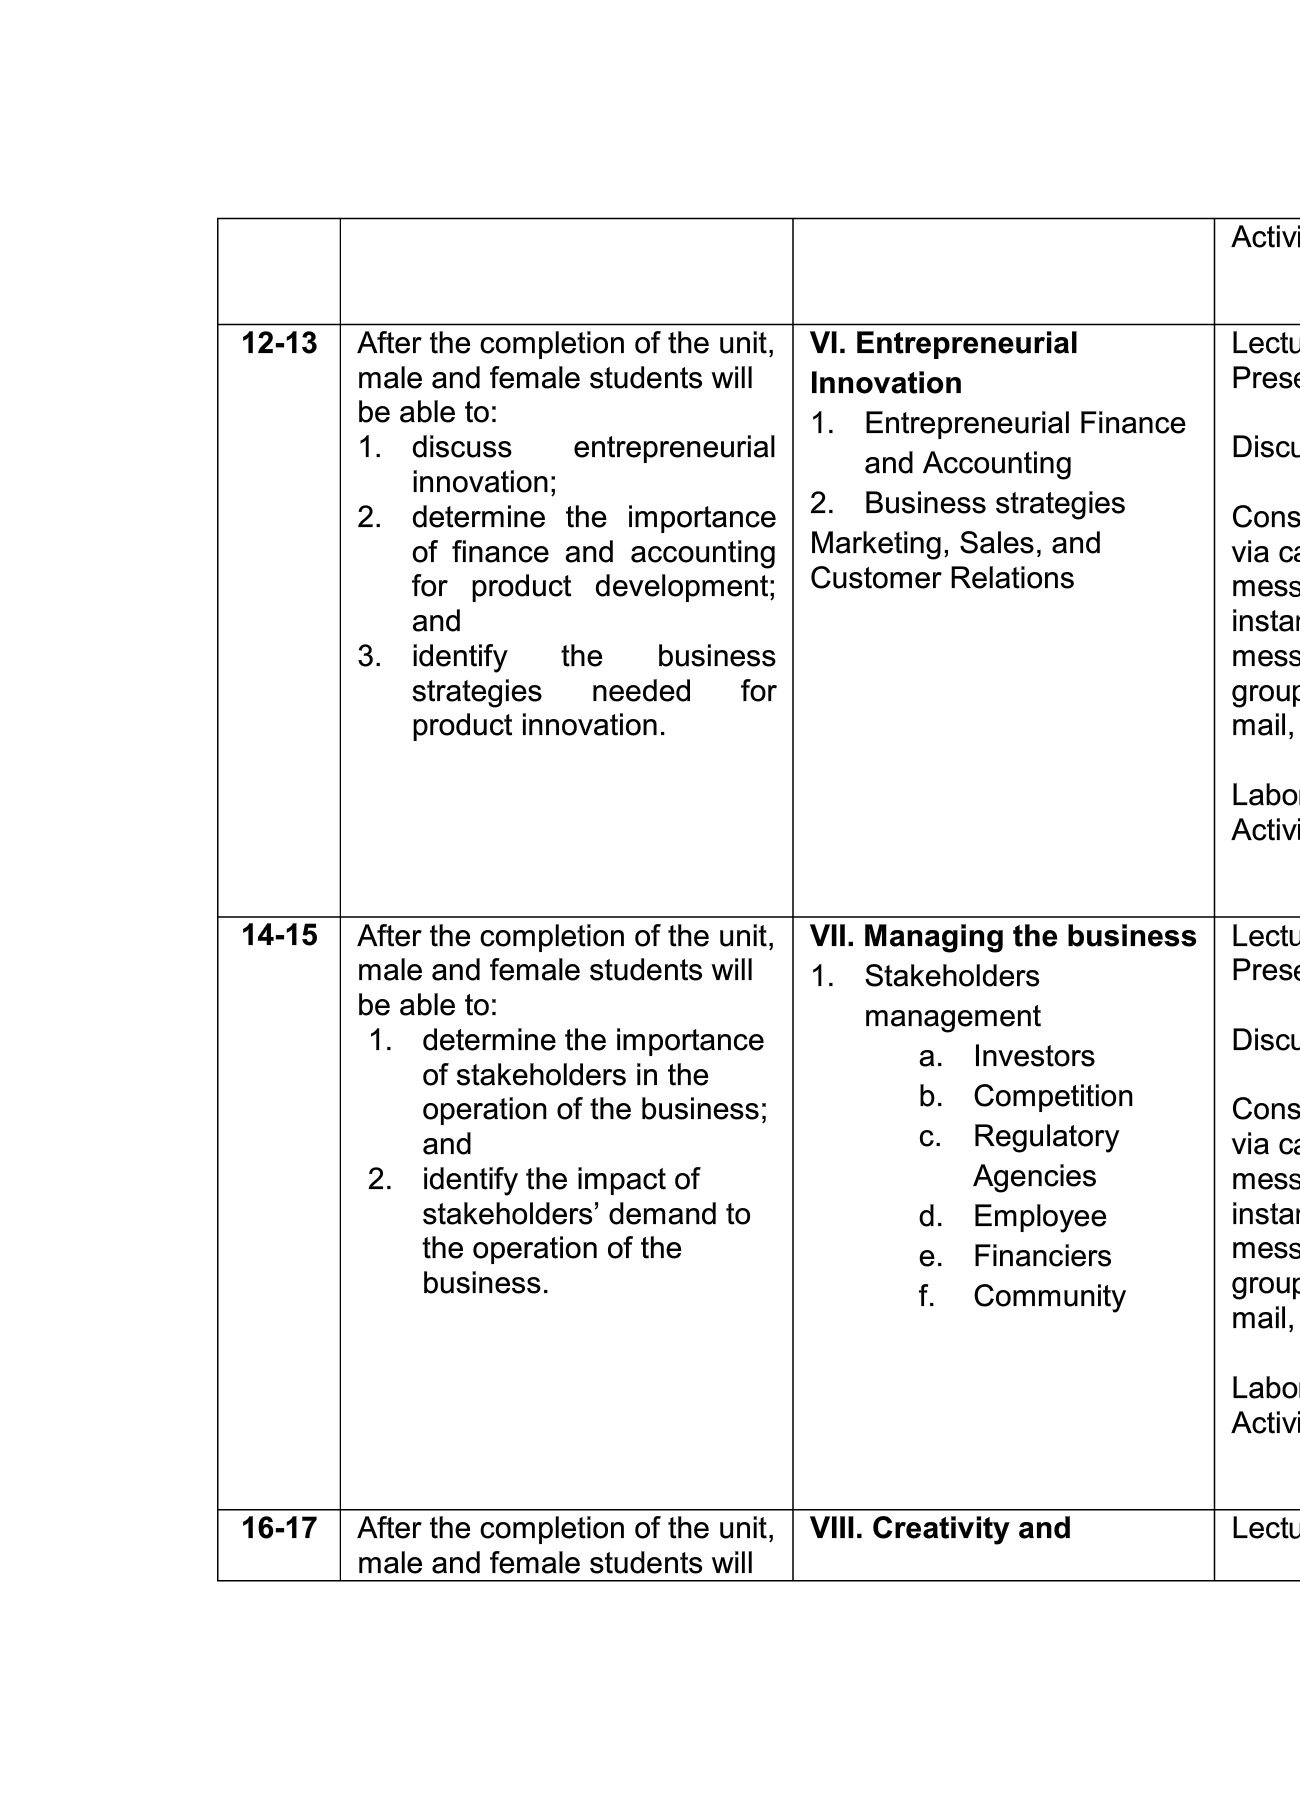 Activi
12-13
After the completion of the unit,
male and female students will
be able to:
1. discuss entrepreneurial
innovation;
2. determine the importance
of finance and accounting
for product development;
and
3. identify the business
strategies needed for
product innovation.
VI. Entrepreneurial
Innovation
1. Entrepreneurial Finance
and Accounting
2. Business strategies
Marketing, Sales, and
Customer Relations
Lectu
Prese
Discu
Cons
via ca
mess
instan
mess
group
mail,
Labor
Activi
14-15
After the completion of the unit,
male and female students will
be able to:
1. determine the importance
of stakeholders in the
operation of the business;
and
2. identify the impact of
stakeholders’ demand to
the operation of the
business.
VII. Managing the business
1. Stakeholders
management
a. Investors
b. Competition
c. Regulatory
Agencies
d. Employee
e. Financiers
f. Community
Lectu
Prese
Discu
Cons
via ca
mess
instan
mess
group
mail,
Labor
Activi
16-17
After the completion of the unit,
male and female students will
VIII. Creativity and
Lectu